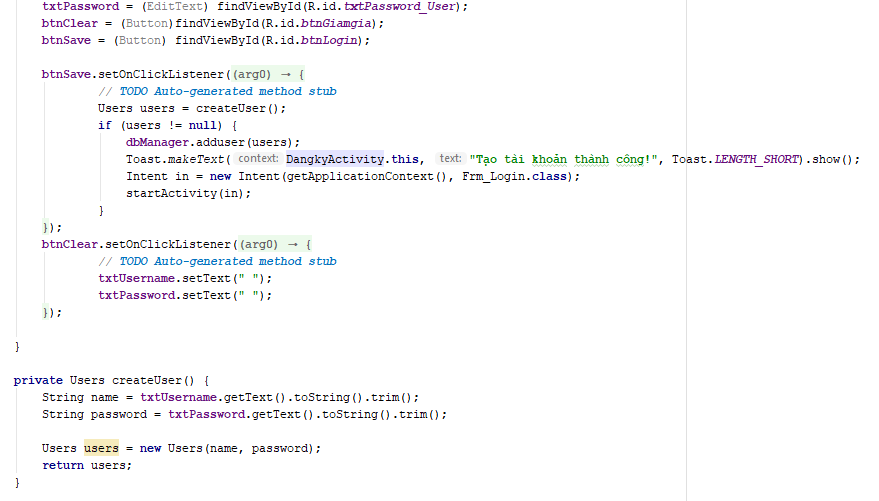 txtPassword = (EditText) findViewById(R.id.txtPassword_User);
btnClear = (Button)findViewById(R.id.btnGiamgia);
btnSave = (Button) findViewById(R.id.btnLogin);
btnSave.setOnClickListener((arg0) → {
// TODO Auto-generated method stub
Users users = createUser();
if (users != null) {
dbManager.adduser(users);
Toast.makeText( context: DangkyActivity.this, text: "Tạo tài khoản thành công!", Toast.LENGTH_SHORT).show();
Intent in = new Intent(getApplicationContext(), Frm_Login.class);
startActivity(in);
}
});
btnClear.setOnClickListener((arg0) → {
// TODO Auto-generated method stub
txtUsername.setText(" ");
txtPassword.setText(" ");
});
}
private Users createUser() {
String name = txtUsername.getText().toString().trim();
String password = txtPassword.getText().toString().trim();
Users users = new Users(name, password);
return users;
}